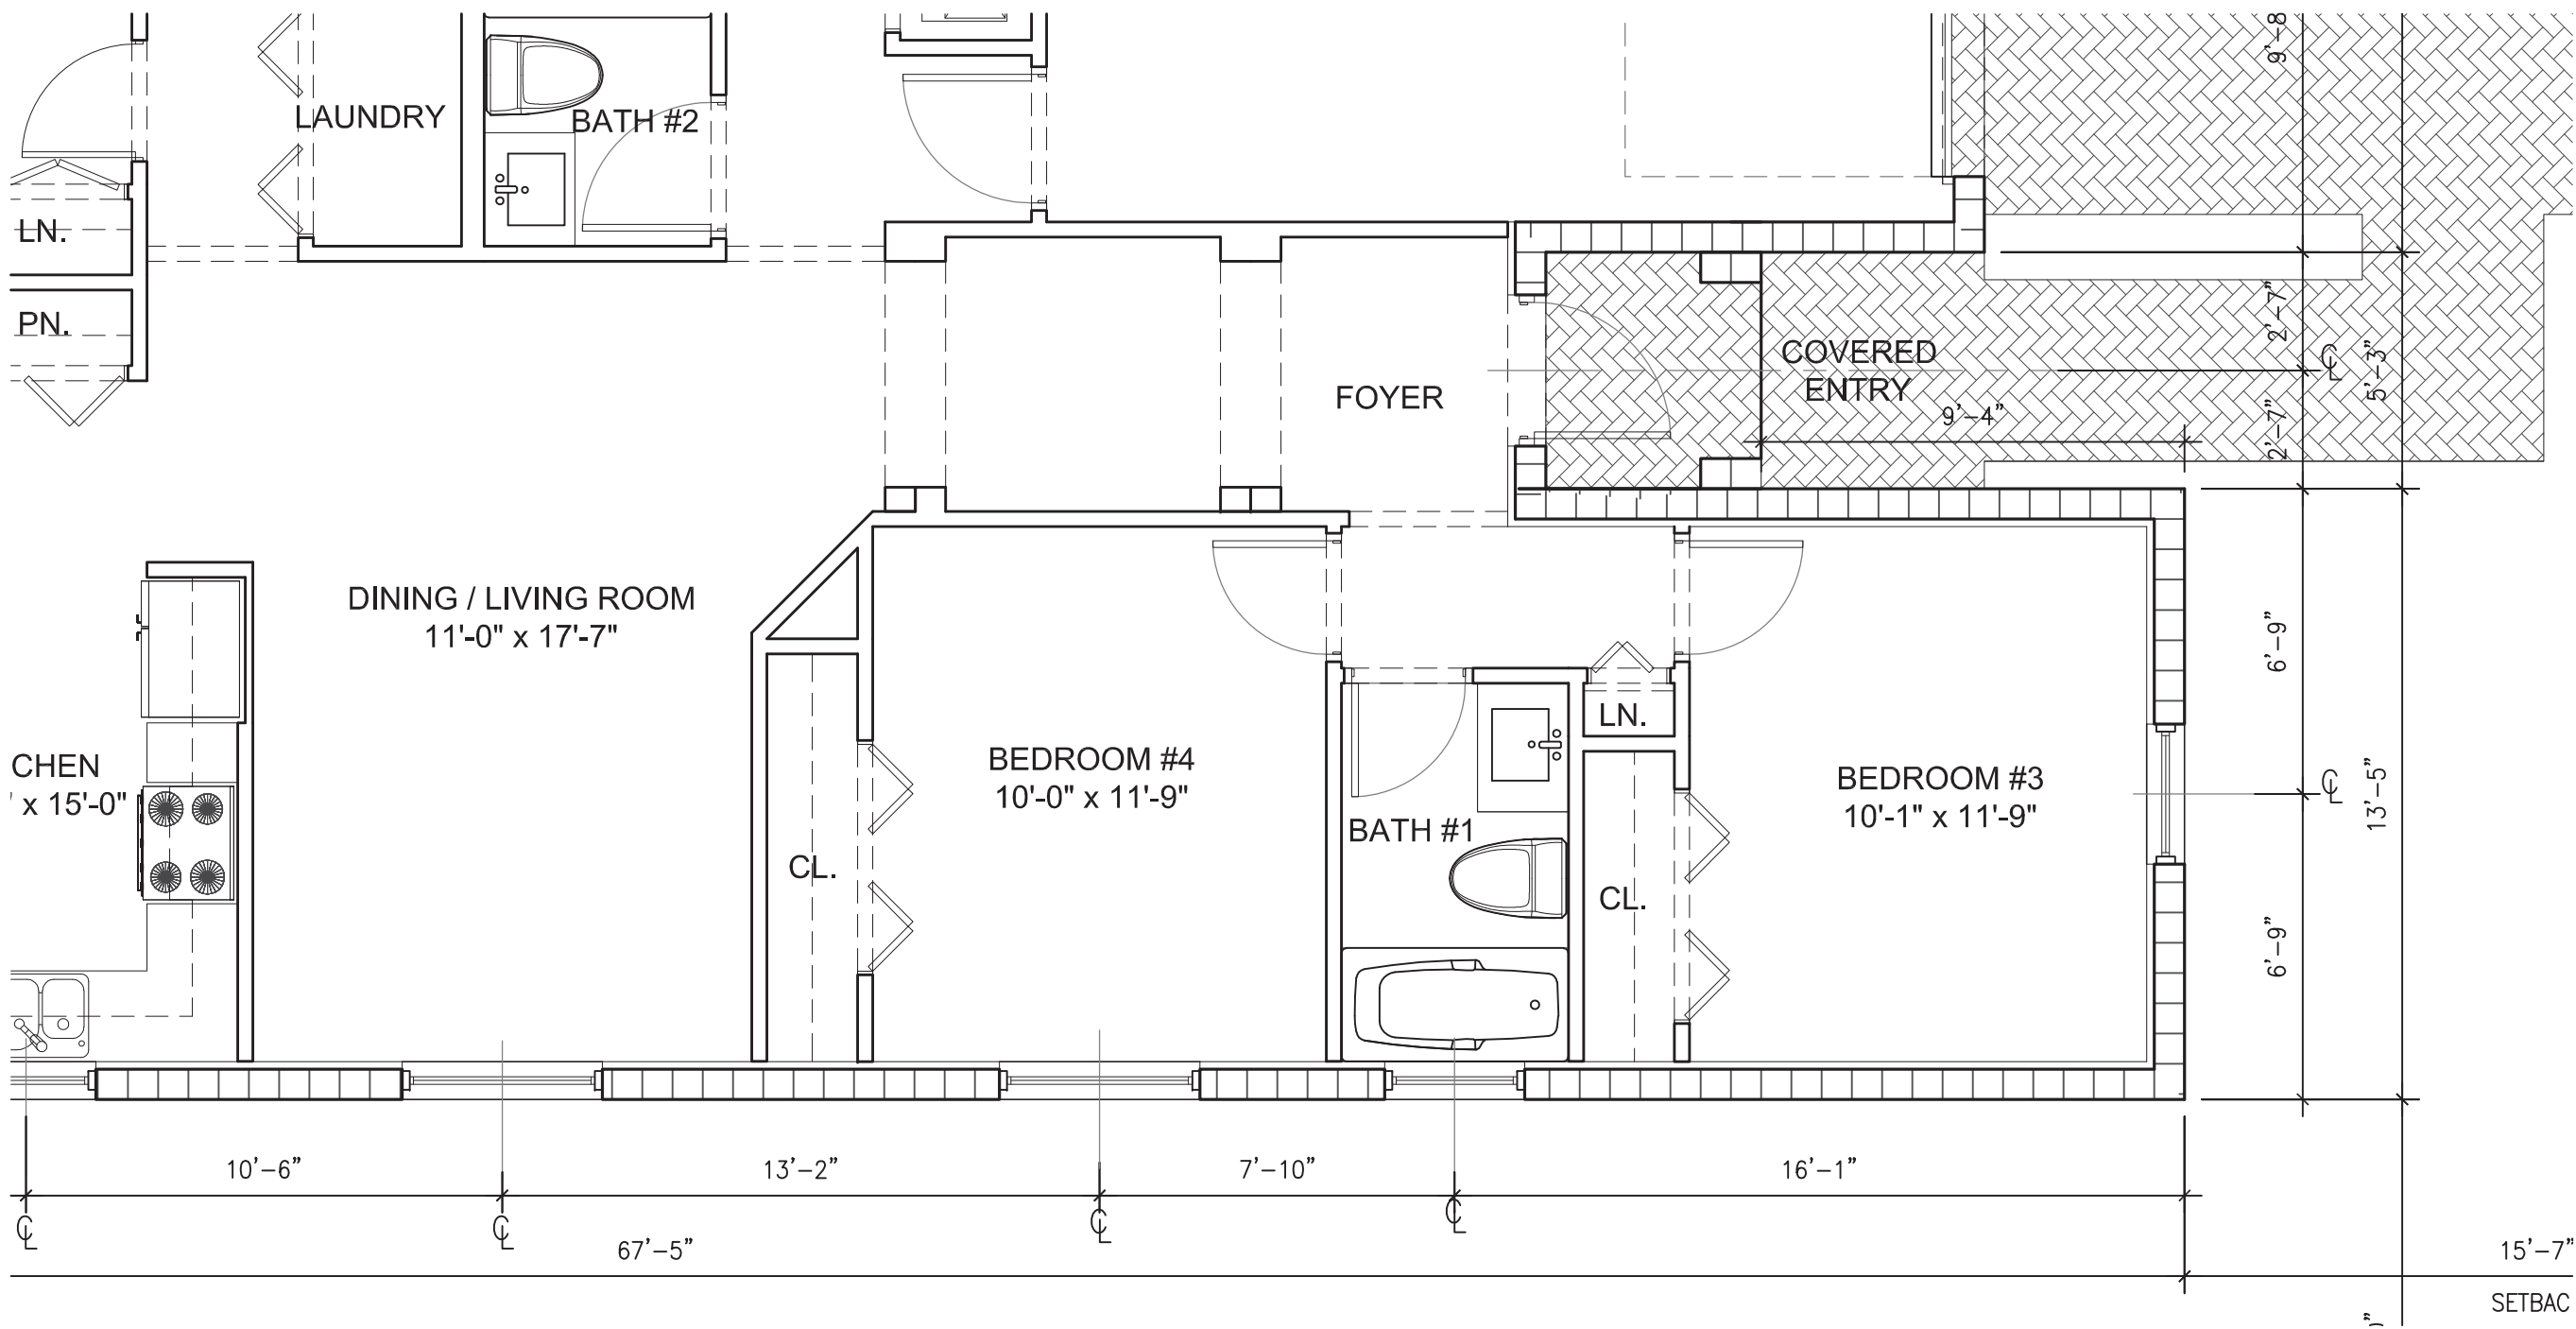 9'-8
LAUNDRY
BATH #2
LN.
PN.
2'-7"
COVERED
ENTRY
5'-3"
FOYER
9'-4"
2'-7"
DINING / LIVING ROOM
11'-0" x 17'-7"
6'-9"
LN.
CHEN
' x 15'-0"
BEDROOM #4
10'-0" x 11'-9"
BEDROOM #3
10'-1" x 11'-9"
13'-5"
BATH #1
CL.
CL.
6'-9"
10'-6"
13'-2"
7'-10"
16'-1"
67'-5"
15'-7"
SETBAC